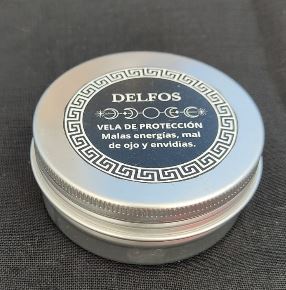 DELFOS
VELA DE PROTECCIÓN
Malas energías, mal
de ojo y envidias.